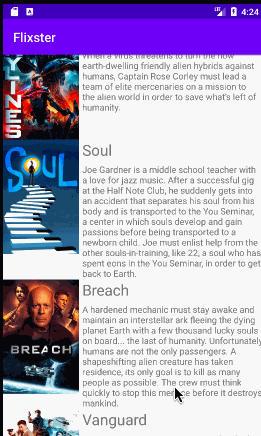 4:24
Flixster
When a virus threatens to turn the now
earth-dwelling friendly alien hybrids against
humans, Captain Rose Corley must lead a
team of elite mercenaries on a mission to
the alien world in order to save what's left of
humanity.
LINES
Soul
SOUL
Joe Gardner is a middle school teacher with
a love for jazz music. After a successful gig
at the Half Note Club, he suddenly gets into
an accident that separates his soul from his
body and is transported to the You Seminar,
a center in which souls develop and gain
passions before being transported to a
newborn child. Joe must enlist help from the
other souls-in-training, like 22, a soul who has
spent eons in the You Seminar, in order to get
back to Earth.
Breach
BREACH
A hardened mechanic must stay awake and
maintain an interstellar ark fleeing the dying
planet Earth with a few thousand lucky souls
on board... the last of humanity. Unfortunately,
humans are not the only passengers. A
shapeshifting alien creature has taken
residence, its only goal is to kill as many
people as possible. The crew must think
quickly to stop this menace before it destroys
mankind.
Vanguard